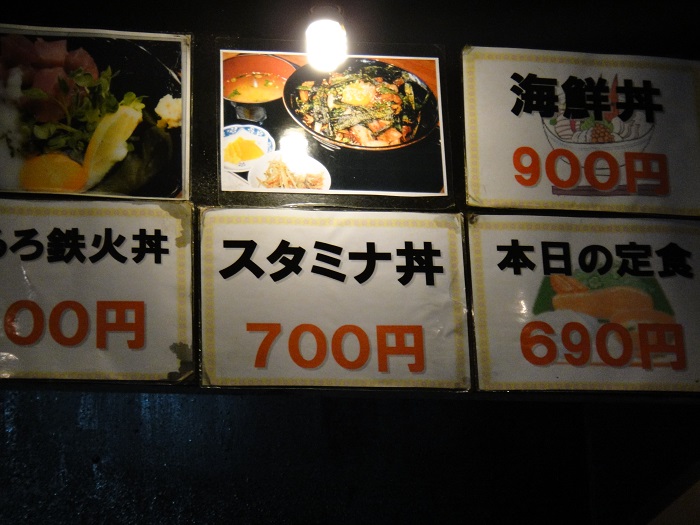 海鮮丼
900円
ろ鉄火丼
00円
スタミナ丼
700円
本日の定食
690円